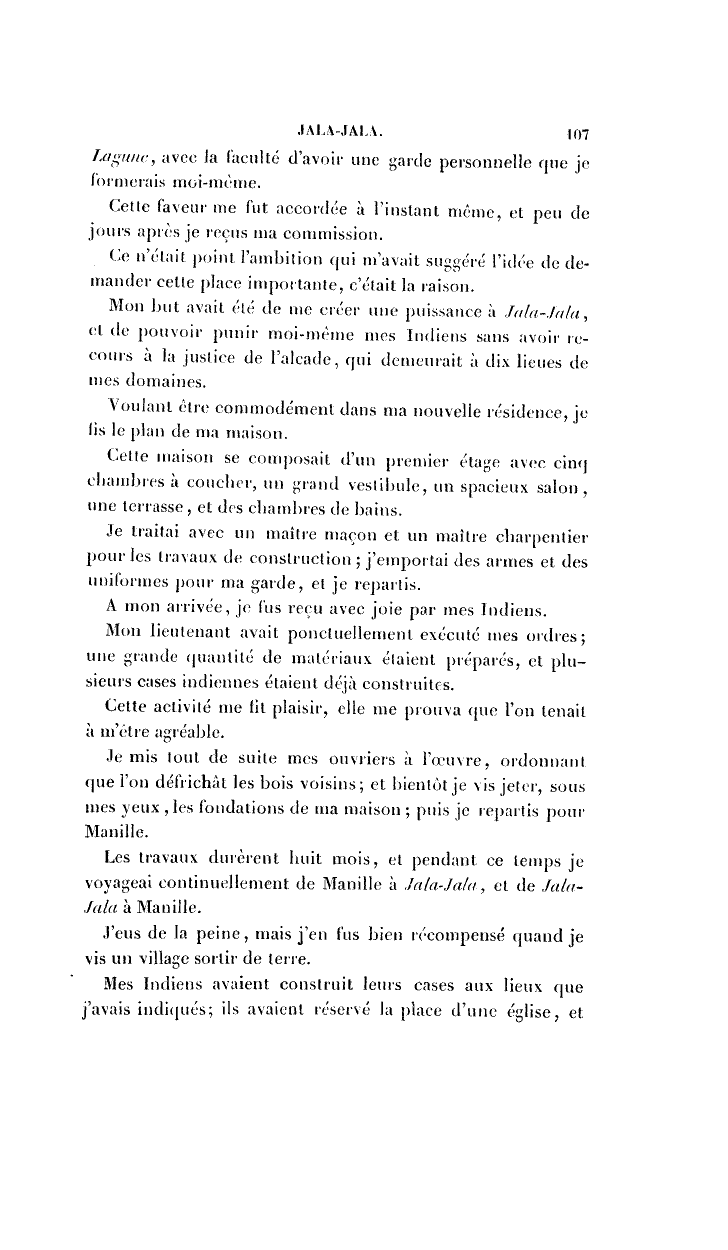 JALA-JALA. 107
Lagune, avec la faculté d'avoir une garde personnelle que je
formerais moi-même.
Cette faveur me fut accordée à l'instant même, et peu de
jours après je reçus ma commission.
Ce n'était point l'ambition qui m'avait suggéré l'idée de de-
mander cette place importante, c'était la raison.
Mon but avait été de me créer une puissance à Jala-Jala,
et de pouvoir punir moi-même mes Indiens sans avoir re-
cours à la justice de l'alcade, qui demeurait à dix lieues de
mes domaines.
Voulant être commodément dans ma nouvelle résidence, je
fis le plan de ma maison.
Cette maison se composait d'un premier étage avec cinq
chambres à coucher, un grand vestibule, un spacieux salon,
une terrasse, et des chambres de bains.
Je traitai avec un maître maçon et un maître charpentier
pour les travaux de construction ; j'emportai des armes et des
uniformes pour ma garde, et je repartis.
A mon arrivée, je fus reçu avec joie par mes Indiens.
Mon lieutenant avait ponctuellement exécuté mes ordres;
une grande quantité de matériaux étaient préparés, et plu-
sieurs cases indiennes étaient déjà construites.
Cette activité me fit plaisir, elle me prouva que l'on tenait
à m'être agréable.
Je mis tout de suite mes ouvriers à l'œuvre, ordonnant
que l'on défrichât les bois voisins; et bientôt je vis jeter, sous
mes yeux, les fondations de ma maison ; puis je repartis pour
Manille.
Les travaux durèrent huit mois, et pendant ce temps je
voyageai continuellement de Manille à Jala-Jala, et de Jala-
Jala à Manille.
J'eus de la peine, mais j'en fus bien récompensé quand je
vis un village sortir de terre.
Mes Indiens avaient construit leurs cases aux lieux que
j'avais indiqués; ils avaient réservé la place d'une église, et